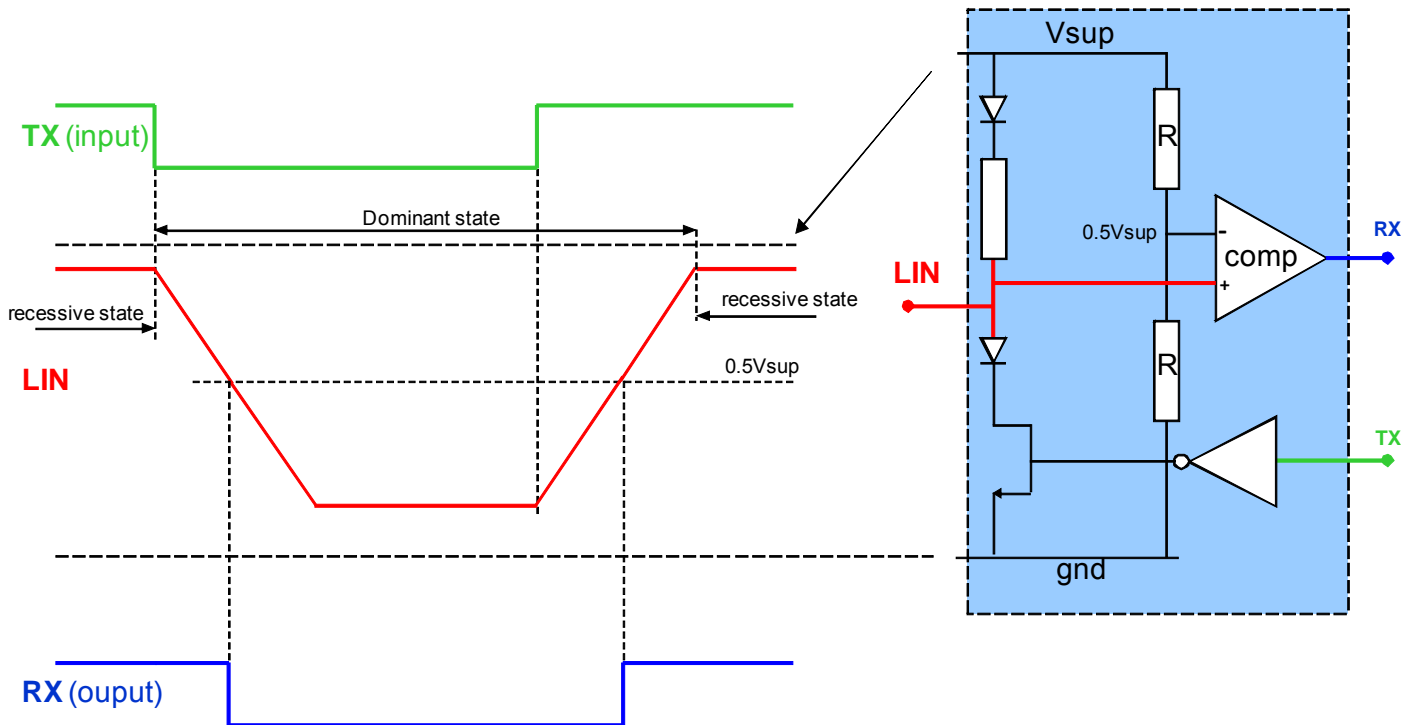 Vsup
TX (input)
R
Dominant state
0.5Vsup
-
comp
RX
LIN
+
recessive state
recessive state
0.5Vsup
LIN
R
TX
gnd
RX (ouput)